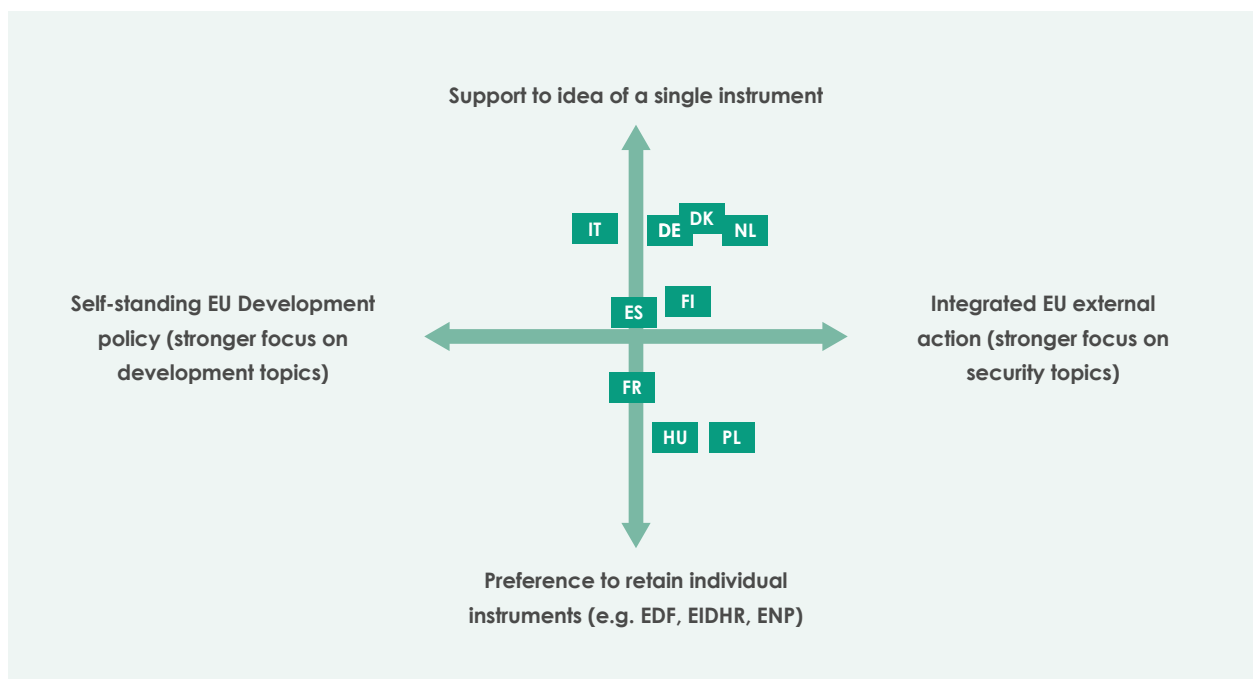 Support to idea of a single instrument
IT
DE
DK
NL
Self-standing EU Development
policy (stronger focus on
development topics)
ES
FI
Integrated EU external
action (stronger focus on
security topics)
FR
HU
PL
Preference to retain individual
instruments (e.g. EDF, EIDHR, ENP)